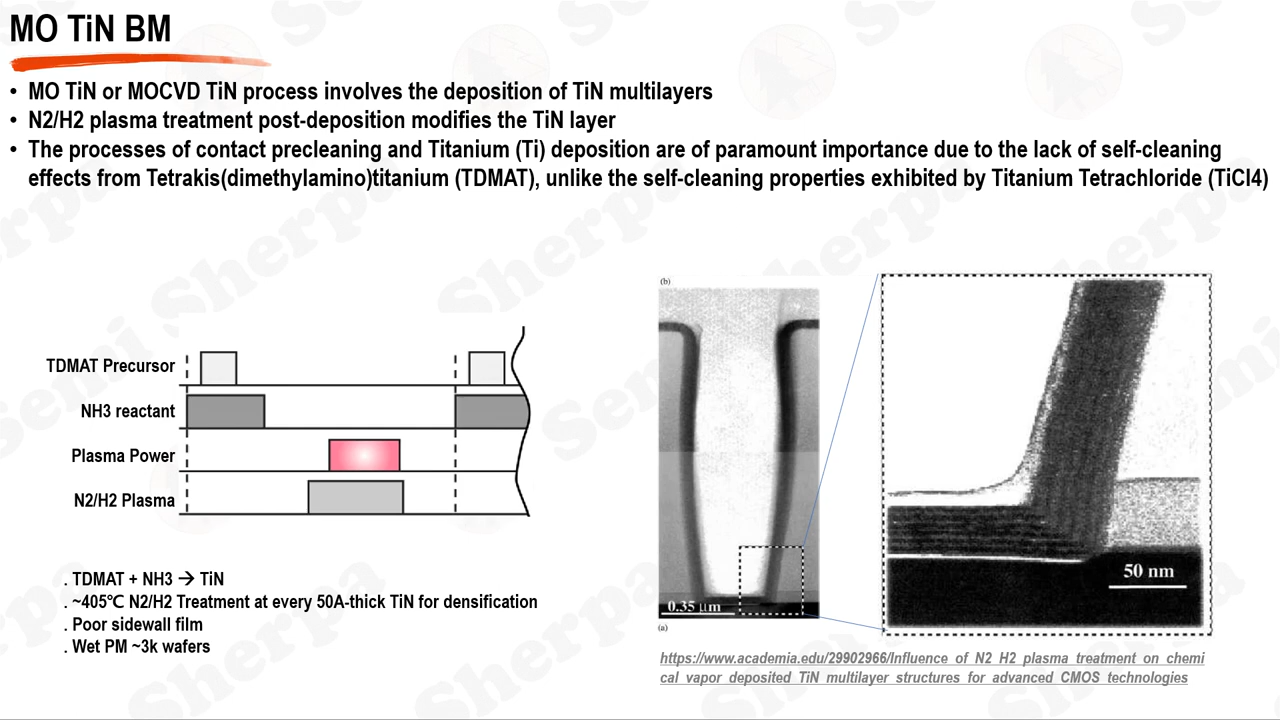 MO TiN BM
• MO TiN or MOCVD TiN process involves the deposition of TiN multilayers
• N2/H2 plasma treatment post-deposition modifies the TiN layer
• The processes of contact precleaning and Titanium (Ti) deposition are of paramount importance due to the lack of self-cleaning
effects from Tetrakis(dimethylamino)titanium (TDMAT), unlike the self-cleaning properties exhibited by Titanium Tetrachloride (TiCl4)
TDMAT Precursor
NH3 reactant
Plasma Power
N2/H2 Plasma
. TDMAT + NH3 → TiN
. ~405℃ N2/H2 Treatment at every 50A-thick TiN for densification
. Poor sidewall film
. Wet PM ~3k wafers
(b)
0.35 μm
(a)
50 nm
https://www.academia.edu/29902966/Influence_of_N2_H2_plasma_treatment_on_chemi
cal_vapor_deposited_TiN_multilayer_structures_for_advanced_CMOS_technologies
Semi Sherpa